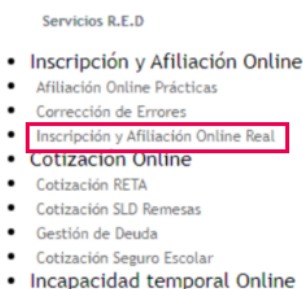 Servicios R.E.D
Inscripción y Afiliación Online
Afiliación Online Prácticas
Corrección de Errores
Inscripción y Afiliación Online Real
Cotización Online
Cotización RETA
Cotización SLD Remesas
Gestión de Deuda
Cotización Seguro Escolar
Incapacidad temporal Online